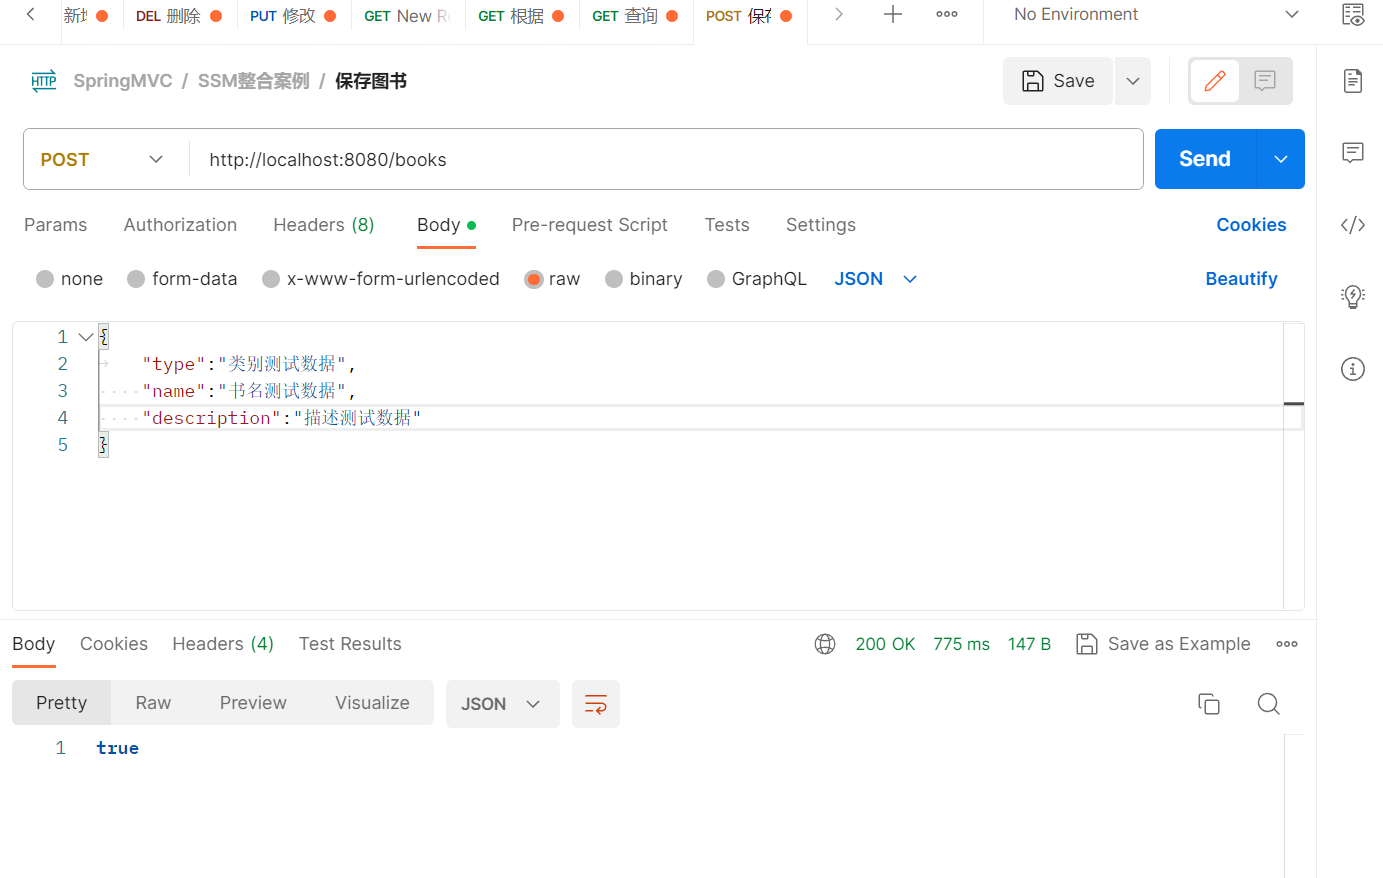 新 DEL 删除 PUT 修改 GET New R GET 根据 GET 查询 POST 保存 No Environment
HTTP SpringMVC / SSM整合案例 / 保存图书 Save
POST http://localhost:8080/books Send
Params Authorization Headers (8) Body Pre-request Script Tests Settings Cookies
none form-data x-www-form-urlencoded raw binary GraphQL JSON Beautify
1 {
2 "type":"类别测试数据",
3 "name":"书名测试数据",
4 "description":"描述测试数据"
5 }
Body Cookies Headers (4) Test Results 200 OK 775 ms 147 B Save as Example
Pretty Raw Preview Visualize JSON
1 true